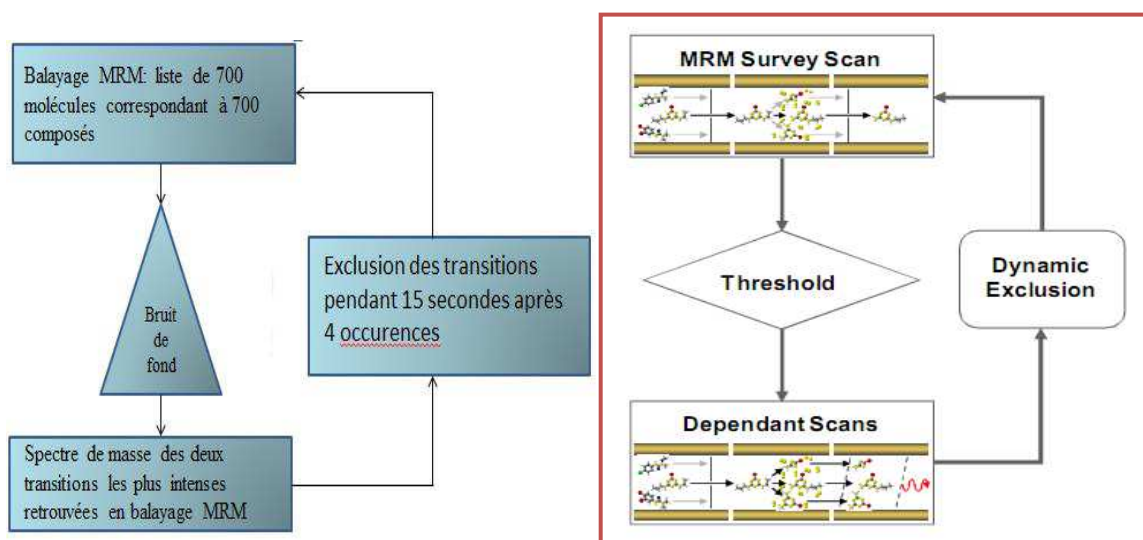 Balayage MRM: liste de 700
molécules correspondant à 700
composés
Bruit
de
fond
Exclusion des transitions
pendant 15 secondes après
4 occurences
Spectre de masse des deux
transitions les plus intenses
retrouvées en balayage MRM
MRM Survey Scan
Threshold
Dynamic
Exclusion
Dependant Scans